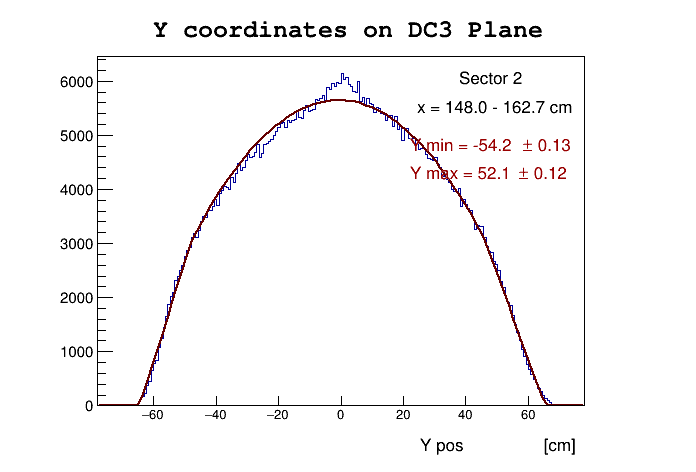 Y coordinates on DC3 Plane
Sector 2
x = 148.0 - 162.7 cm
Y min = -54.2 ± 0.13
Y max = 52.1 ± 0.12
6000
5000
4000
3000
2000
1000
0
−60 −40 −20 0 20 40 60
Y pos [cm]